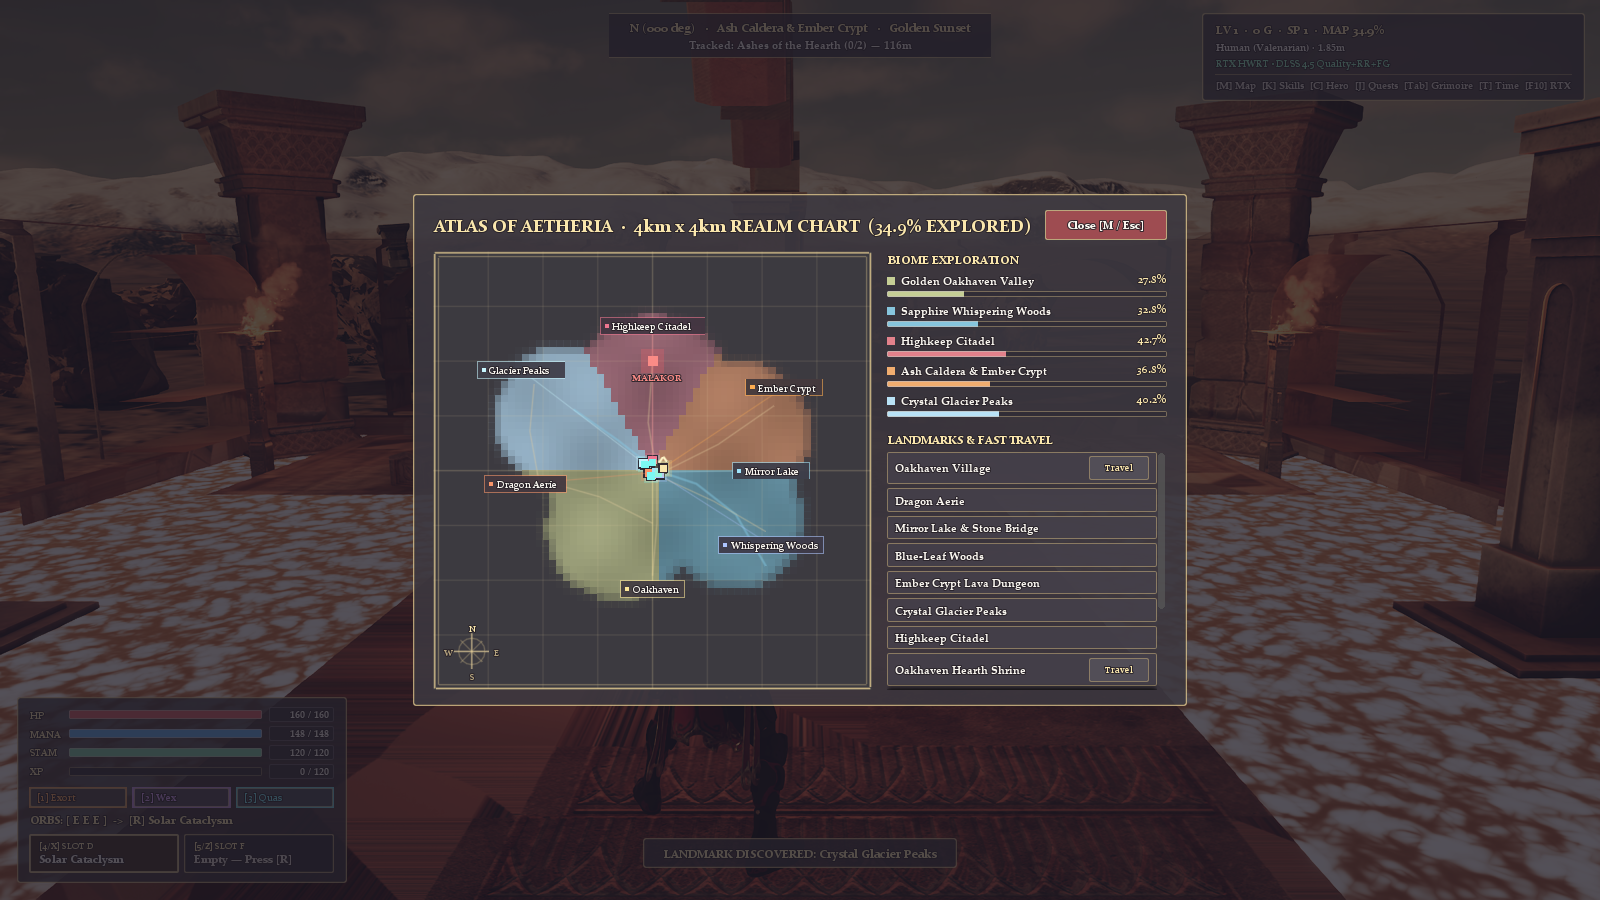 N (000 deg) · Ash Caldera & Ember Crypt · Golden Sunset
Tracked: Ashes of the Hearth (0/2) — 116m
LV 1 · 0 G · SP 1 · MAP 34.9%
Human (Valenarian) · 1.85m
RTX HWRT · DLSS 4.5 Quality+RR+FG
[M] Map [K] Skills [C] Hero [J] Quests [Tab] Grimoire [T] Time [F10] RTX
ATLAS OF AETHERIA · 4km x 4km REALM CHART (34.9% EXPLORED)
Close [M / Esc]
Highkeep Citadel
Glacier Peaks
MALAKOR
Ember Crypt
Mirror Lake
Dragon Aerie
Whispering Woods
Oakhaven
N
W E
S
BIOME EXPLORATION
Golden Oakhaven Valley 27.8%
Sapphire Whispering Woods 32.8%
Highkeep Citadel 42.7%
Ash Caldera & Ember Crypt 36.8%
Crystal Glacier Peaks 40.2%
LANDMARKS & FAST TRAVEL
Oakhaven Village Travel
Dragon Aerie
Mirror Lake & Stone Bridge
Blue-Leaf Woods
Ember Crypt Lava Dungeon
Crystal Glacier Peaks
Highkeep Citadel
Oakhaven Hearth Shrine Travel
HP 160 / 160
MANA 148 / 148
STAM 120 / 120
XP 0 / 120
[1] Exort [2] Wex [3] Quas
ORBS: [ E E E ] -> [R] Solar Cataclysm
[4/X] SLOT D
Solar Cataclysm
[5/Z] SLOT F
Empty — Press [R]
LANDMARK DISCOVERED: Crystal Glacier Peaks